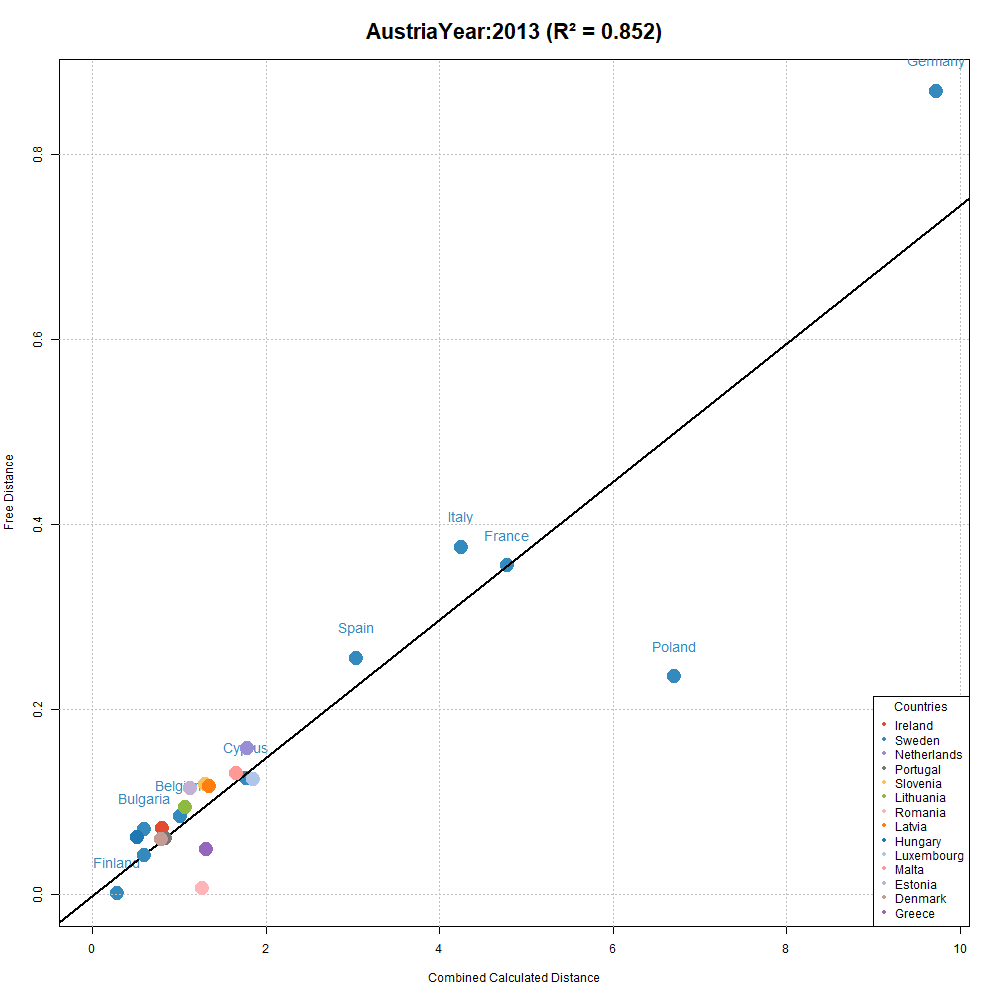 AustriaYear:2013 (R² = 0.852)
Germany
0.8
0.6
Free Distance
0.4
Italy
France
Spain
Poland
0.2
Cyprus
Belgium
Bulgaria
Finland
0.0
Countries
Ireland
Sweden
Netherlands
Portugal
Slovenia
Lithuania
Romania
Latvia
Hungary
Luxembourg
Malta
Estonia
Denmark
Greece
0 2 4 6 8 10
Combined Calculated Distance